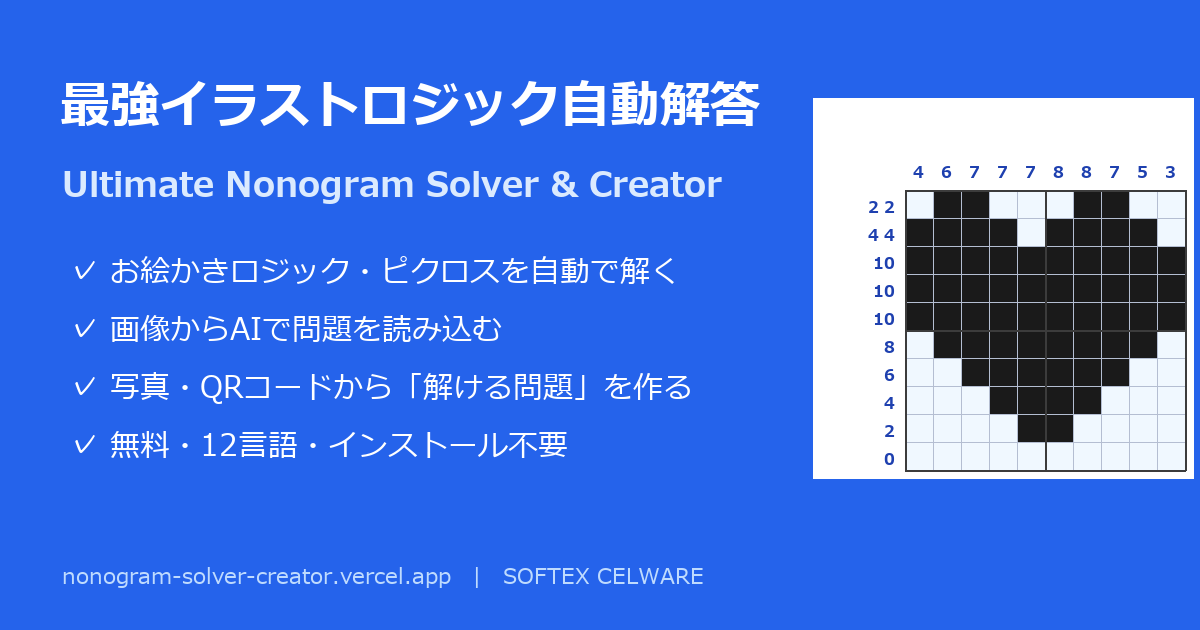 最強イラストロジック自動解答
Ultimate Nonogram Solver & Creator
✓ お絵かきロジック・ピクロスを自動で解く
✓ 画像からAIで問題を読み込む
✓ 写真・QRコードから「解ける問題」を作る
✓ 無料・12言語・インストール不要
nonogram-solver-creator.vercel.app | SOFTEX CELWARE
4 6 7 7 7 8 8 7 5 3
2 2
4 4
10
10
10
8
6
4
2
0